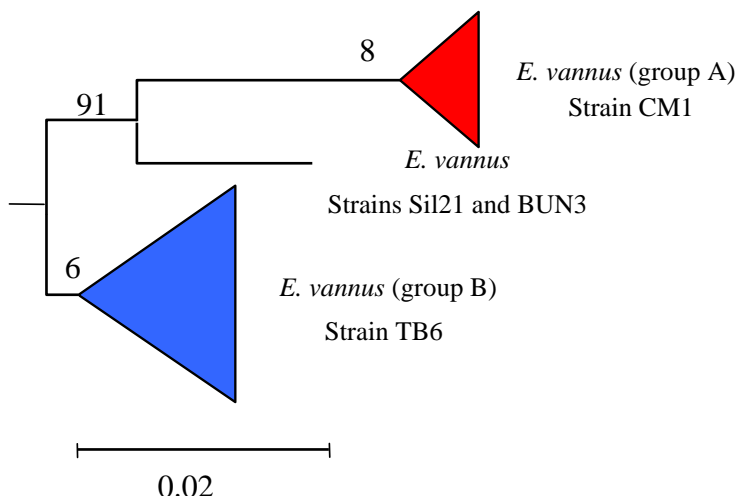 8
E. vannus (group A)
Strain CM1
91
E. vannus
Strains Sil21 and BUN3
6
E. vannus (group B)
Strain TB6
0.02